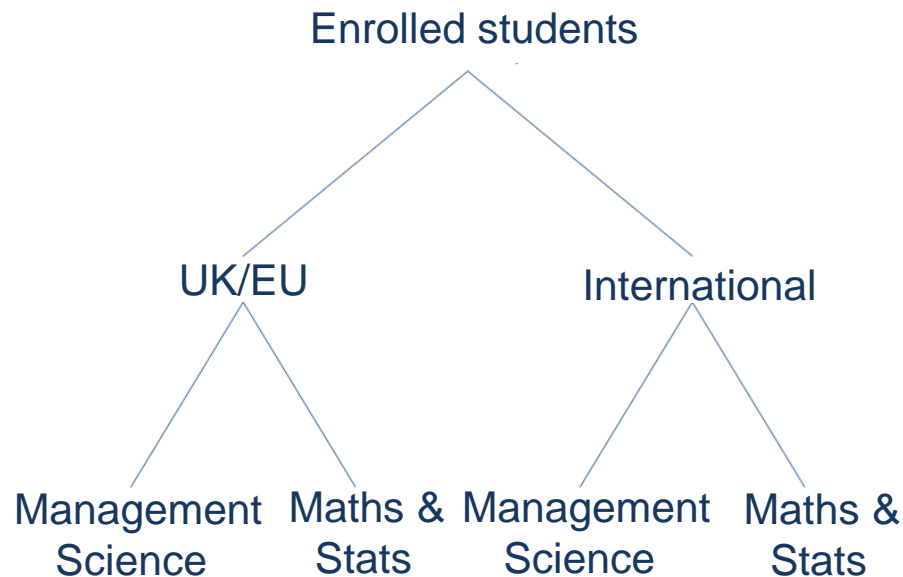 Enrolled students
UK/EU
International
Management
Science
Maths &
Stats
Management
Science
Maths &
Stats